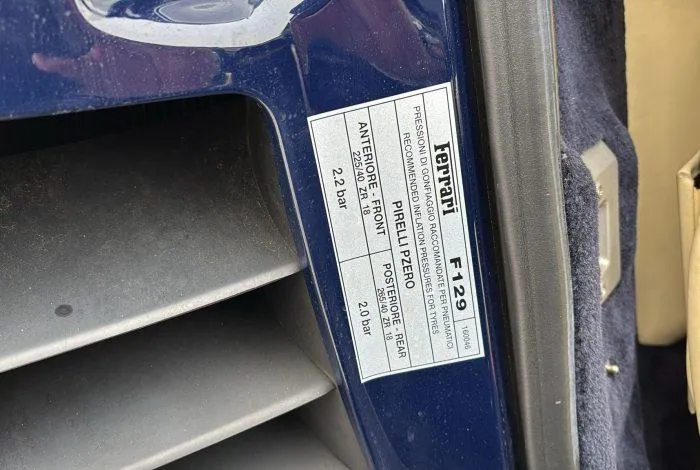 Ferrari F129 160046
PRESSIONI DI GONFIAGGIO RACCOMANDATE PER PNEUMATICI
RECOMMENDED INFLATION PRESSURES FOR TYRES
PIRELLI PZERO
ANTERIORE - FRONT
225/40 ZR 18
POSTERIORE - REAR
265/40 ZR 18
2.2 bar
2.0 bar